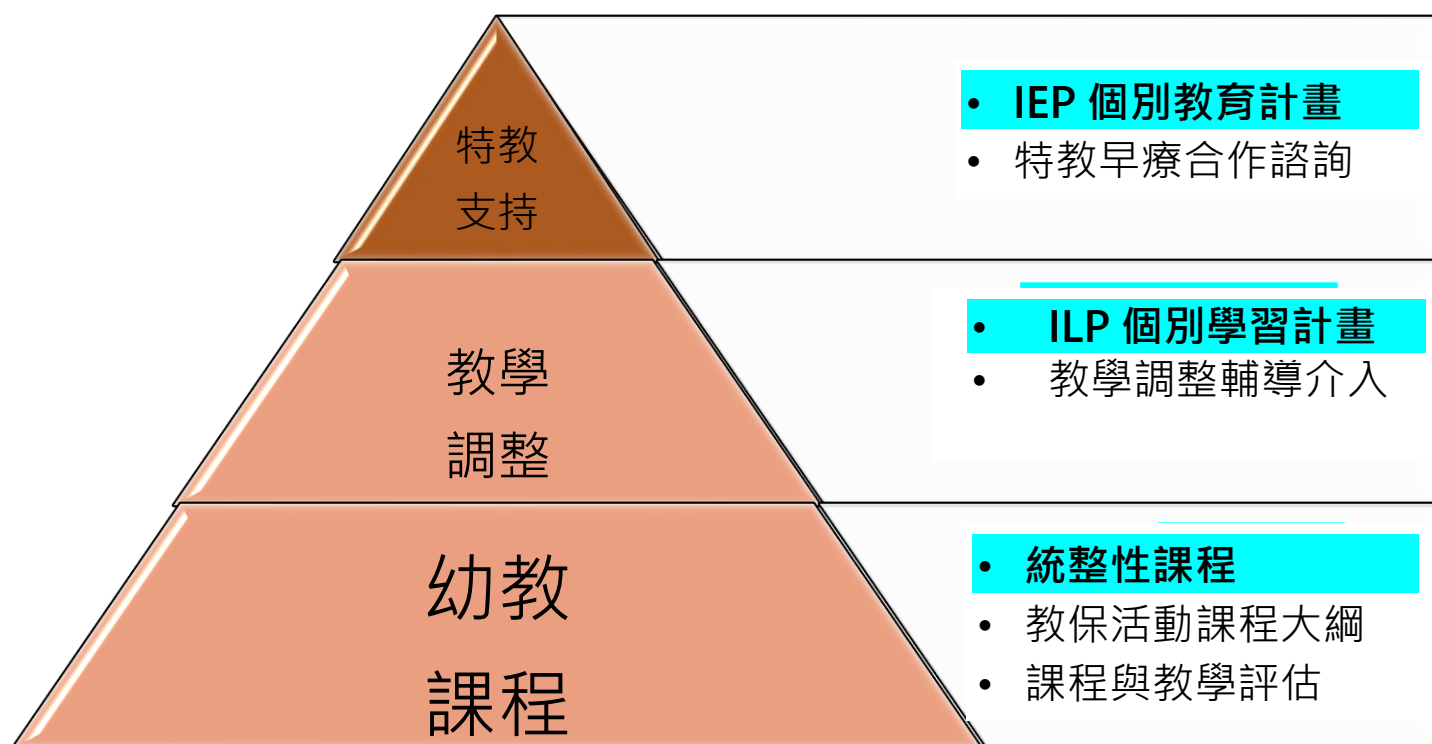 特教
支持
• IEP 個別教育計畫
• 特教早療合作諮詢
教學
調整
• ILP 個別學習計畫
• 教學調整輔導介入
幼教
課程
• 統整性課程
• 教保活動課程大綱
• 課程與教學評估